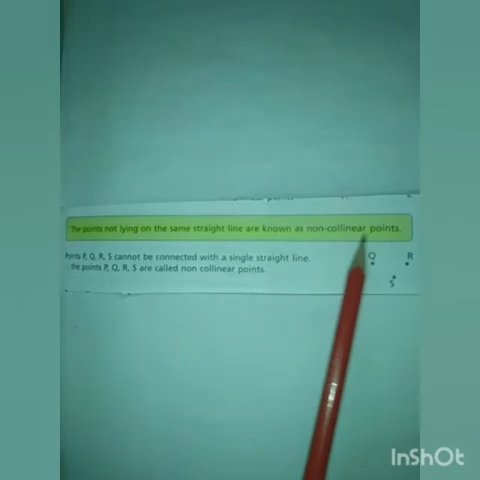 The points not lying on the same straight line are known as non-collinear points.
Points P, Q, R, S cannot be connected with a single straight line.
the points P, Q, R, S are called non collinear points.
Q
R
S
InShOt